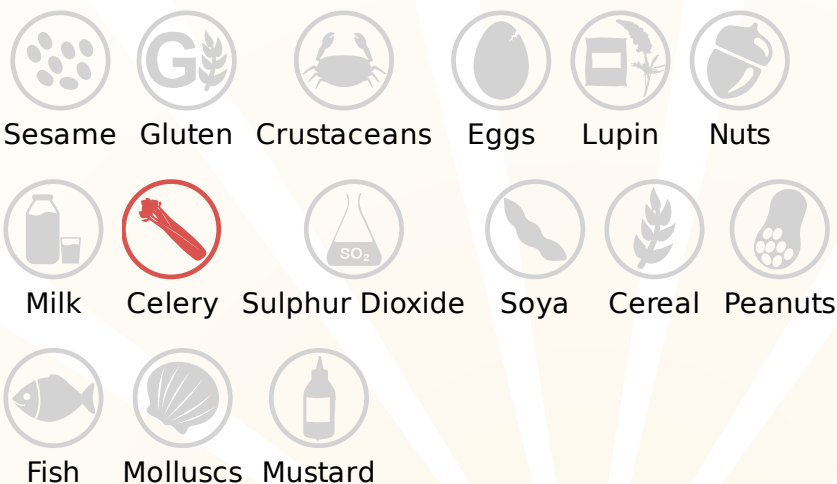 G
Sesame Gluten Crustaceans Eggs Lupin Nuts
SO₂
Milk Celery Sulphur Dioxide Soya Cereal Peanuts
Fish Molluscs Mustard